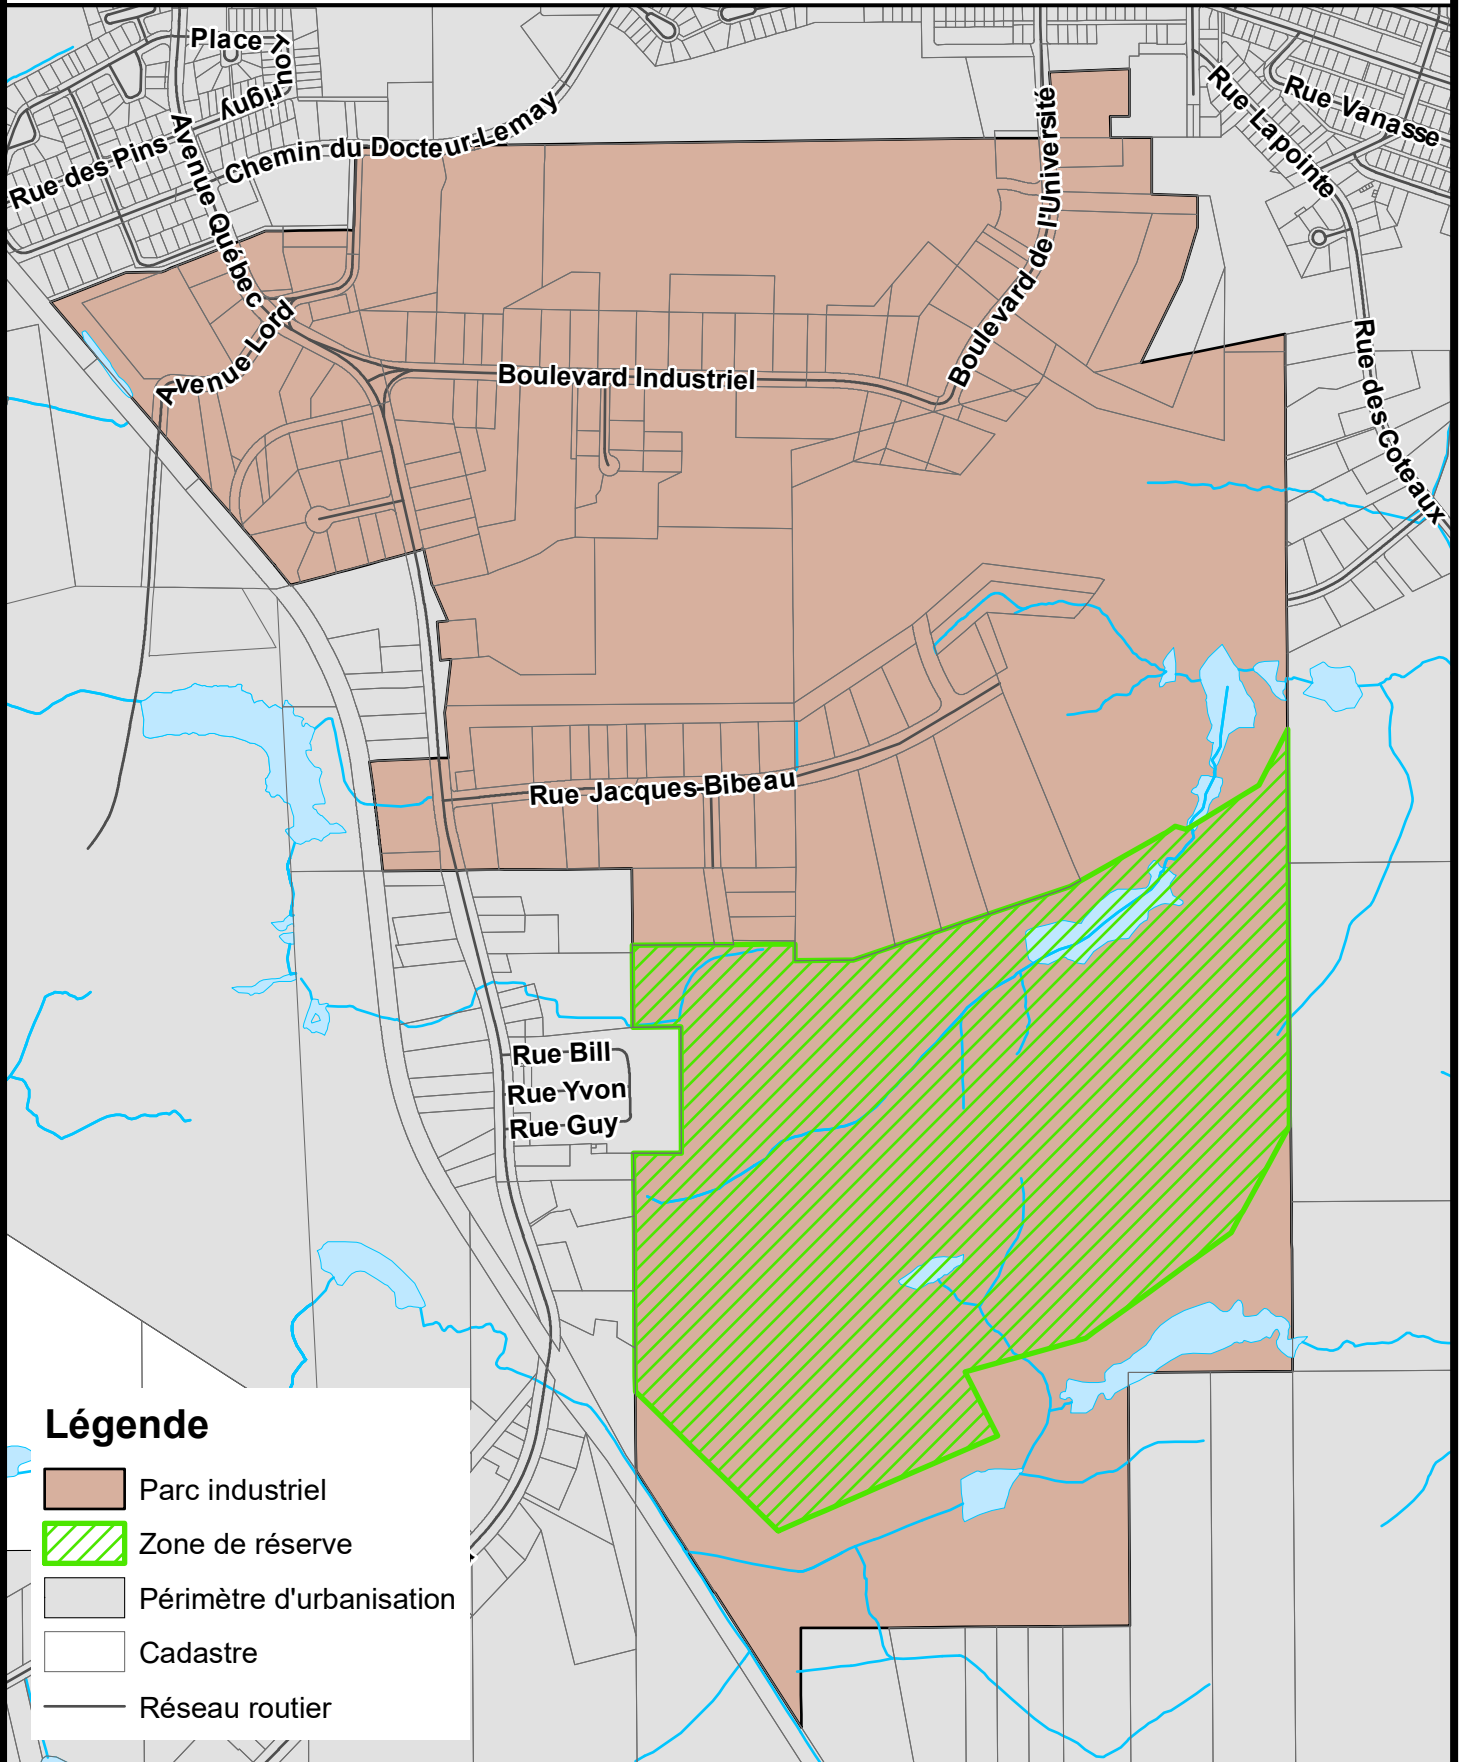 Place Tourigny
Rue des Pins
Avenue Québec
Chemin du Docteur-Lemay
Boulevard de l'Université
Rue Lapointe
Rue Vanasse
Avenue Lord
Boulevard Industriel
Rue des Coteaux
Rue Jacques-Bibeau
Rue Bill
Rue Yvon
Rue Guy
Légende
Parc industriel
Zone de réserve
Périmètre d'urbanisation
Cadastre
Réseau routier